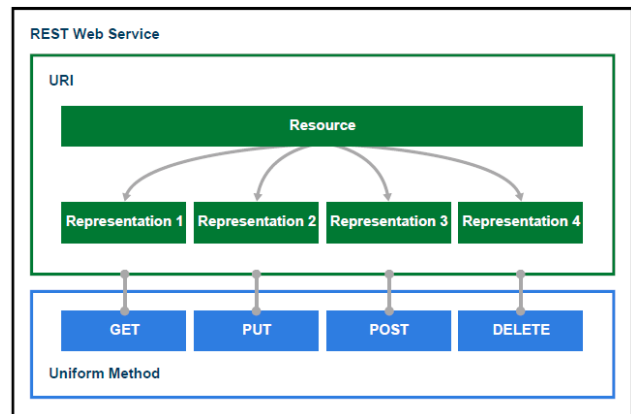 REST Web Service
URI
Resource
Representation 1 Representation 2 Representation 3 Representation 4
GET PUT POST DELETE
Uniform Method